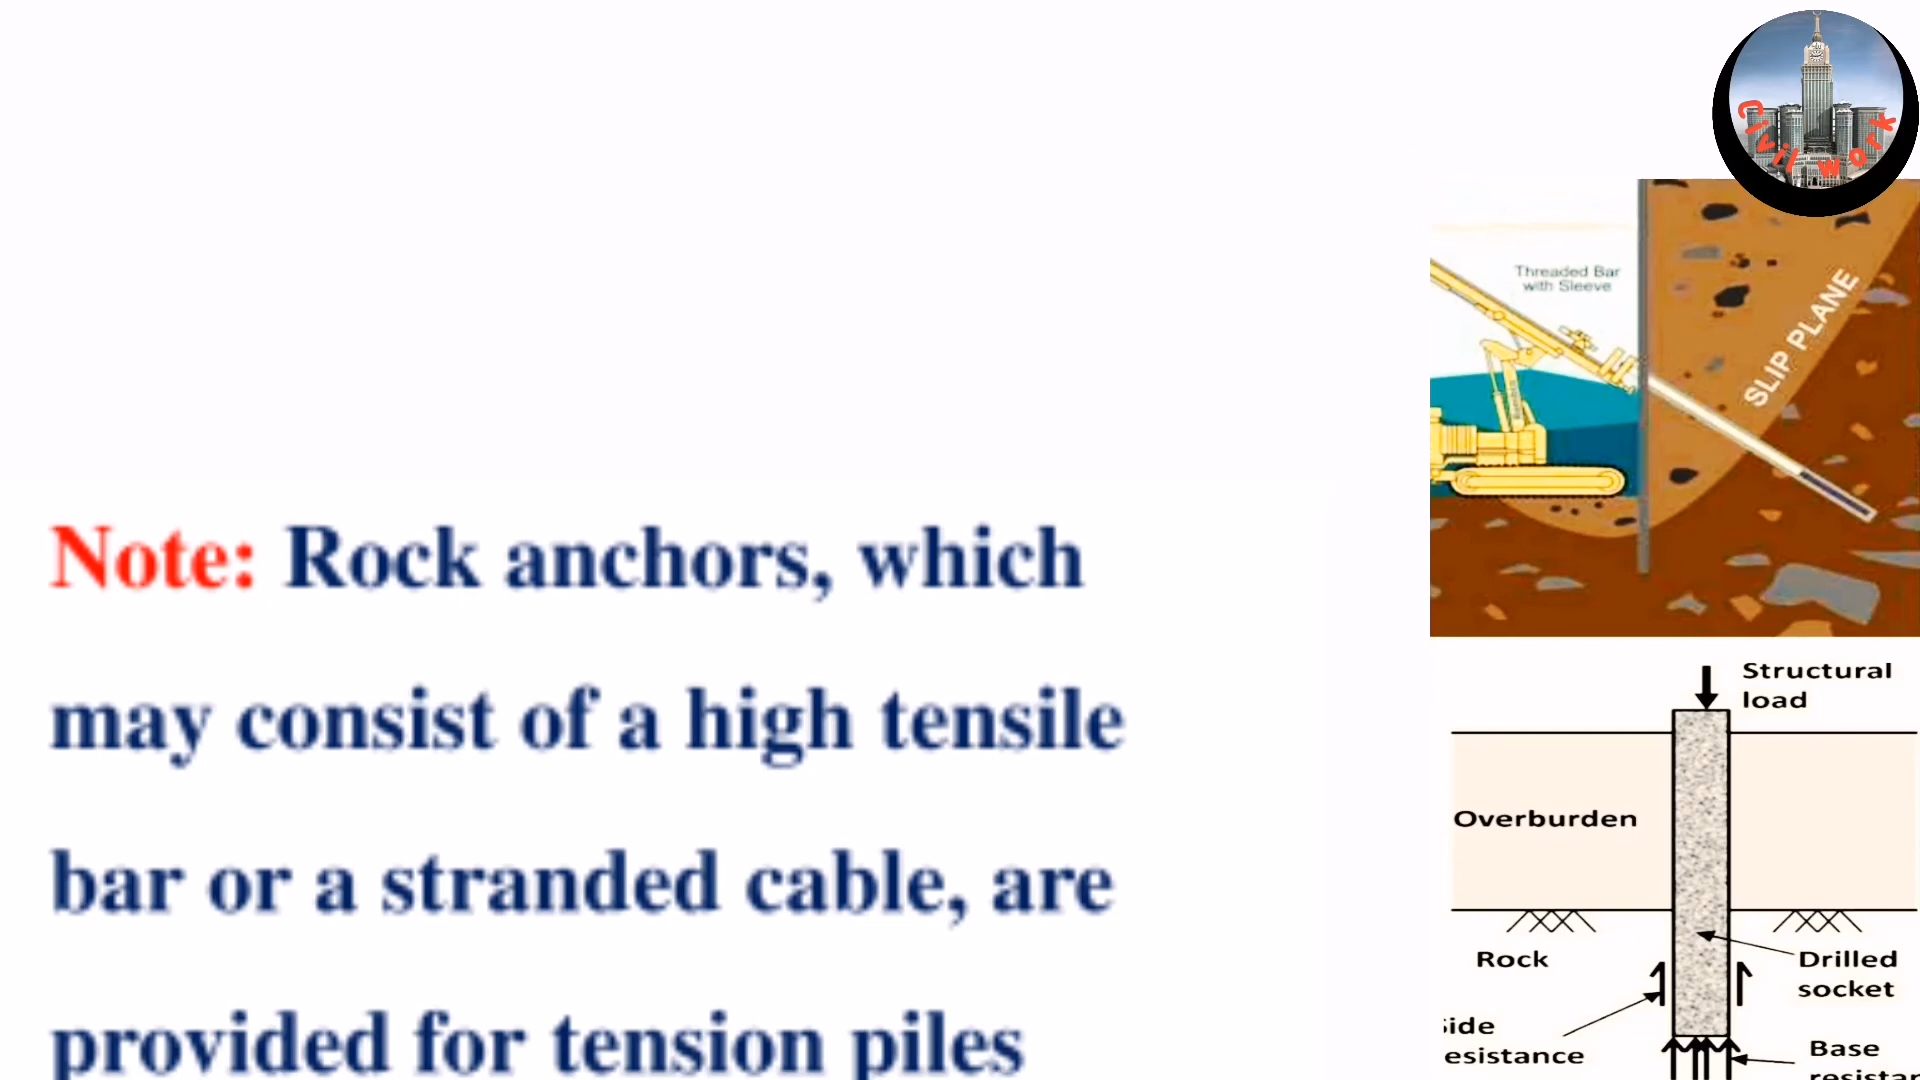 Civil work
Threaded Bar
with Sleeve
SLIP PLANE
Note: Rock anchors, which
may consist of a high tensile
bar or a stranded cable, are
provided for tension piles
Structural
load
Overburden
Rock
Drilled
socket
ide
esistance
Base
resistan